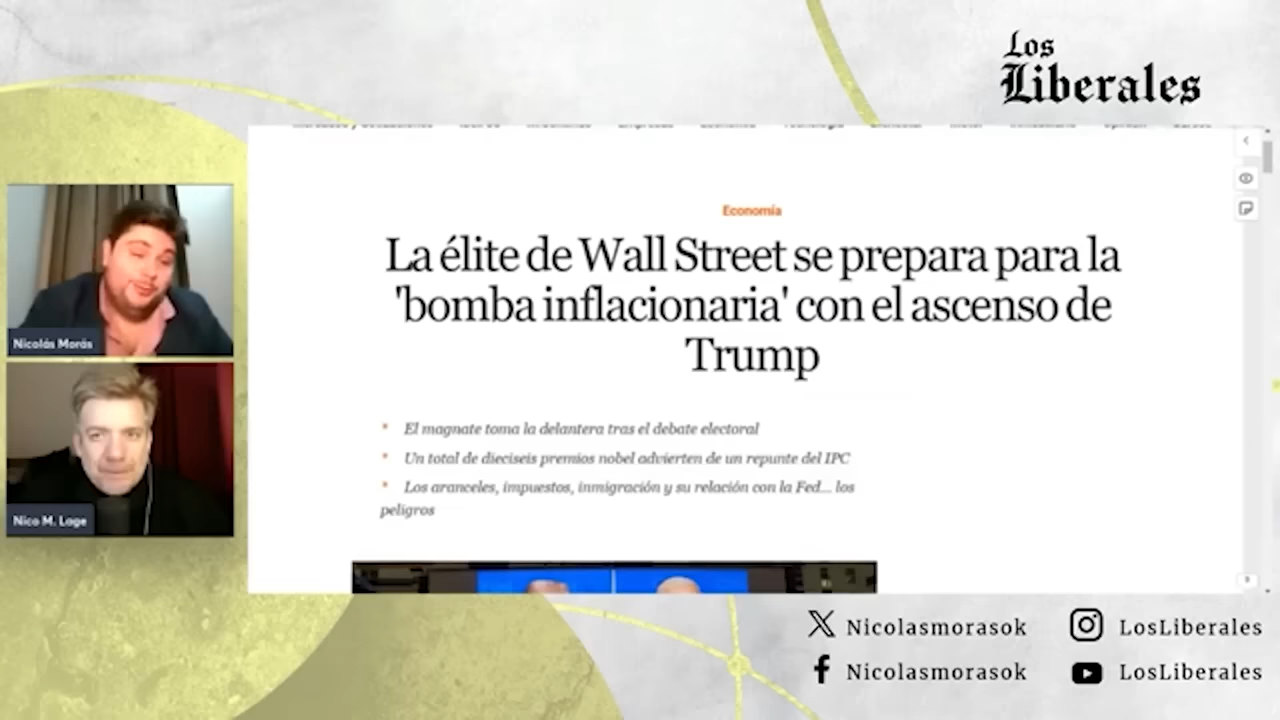 Los
Liberales
Economía
La élite de Wall Street se prepara para la
'bomba inflacionaria' con el ascenso de
Trump
El magnate toma la delantera tras el debate electoral
Un total de dieciseis premios nobel advierten de un repunte del IPC
Los aranceles, impuestos, inmigración y su relación con la Fed... los
peligros
Nicolás Morás
Nico M. Lage
Nicolasmorasok
LosLiberales
Nicolasmorasok
LosLiberales